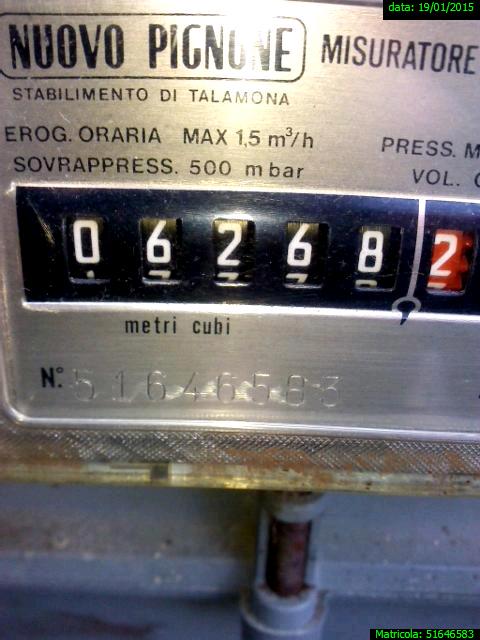 data: 19/01/2015
NUOVO PIGNONE MISURATORE
STABILIMENTO DI TALAMONA
EROG. ORARIA MAX 1,5 m³/h
PRESS. M
SOVRAPPRESS. 500 mbar
VOL.
0 6 2 6 8 2
metri cubi
N° 51646583
Matricola: 51646583